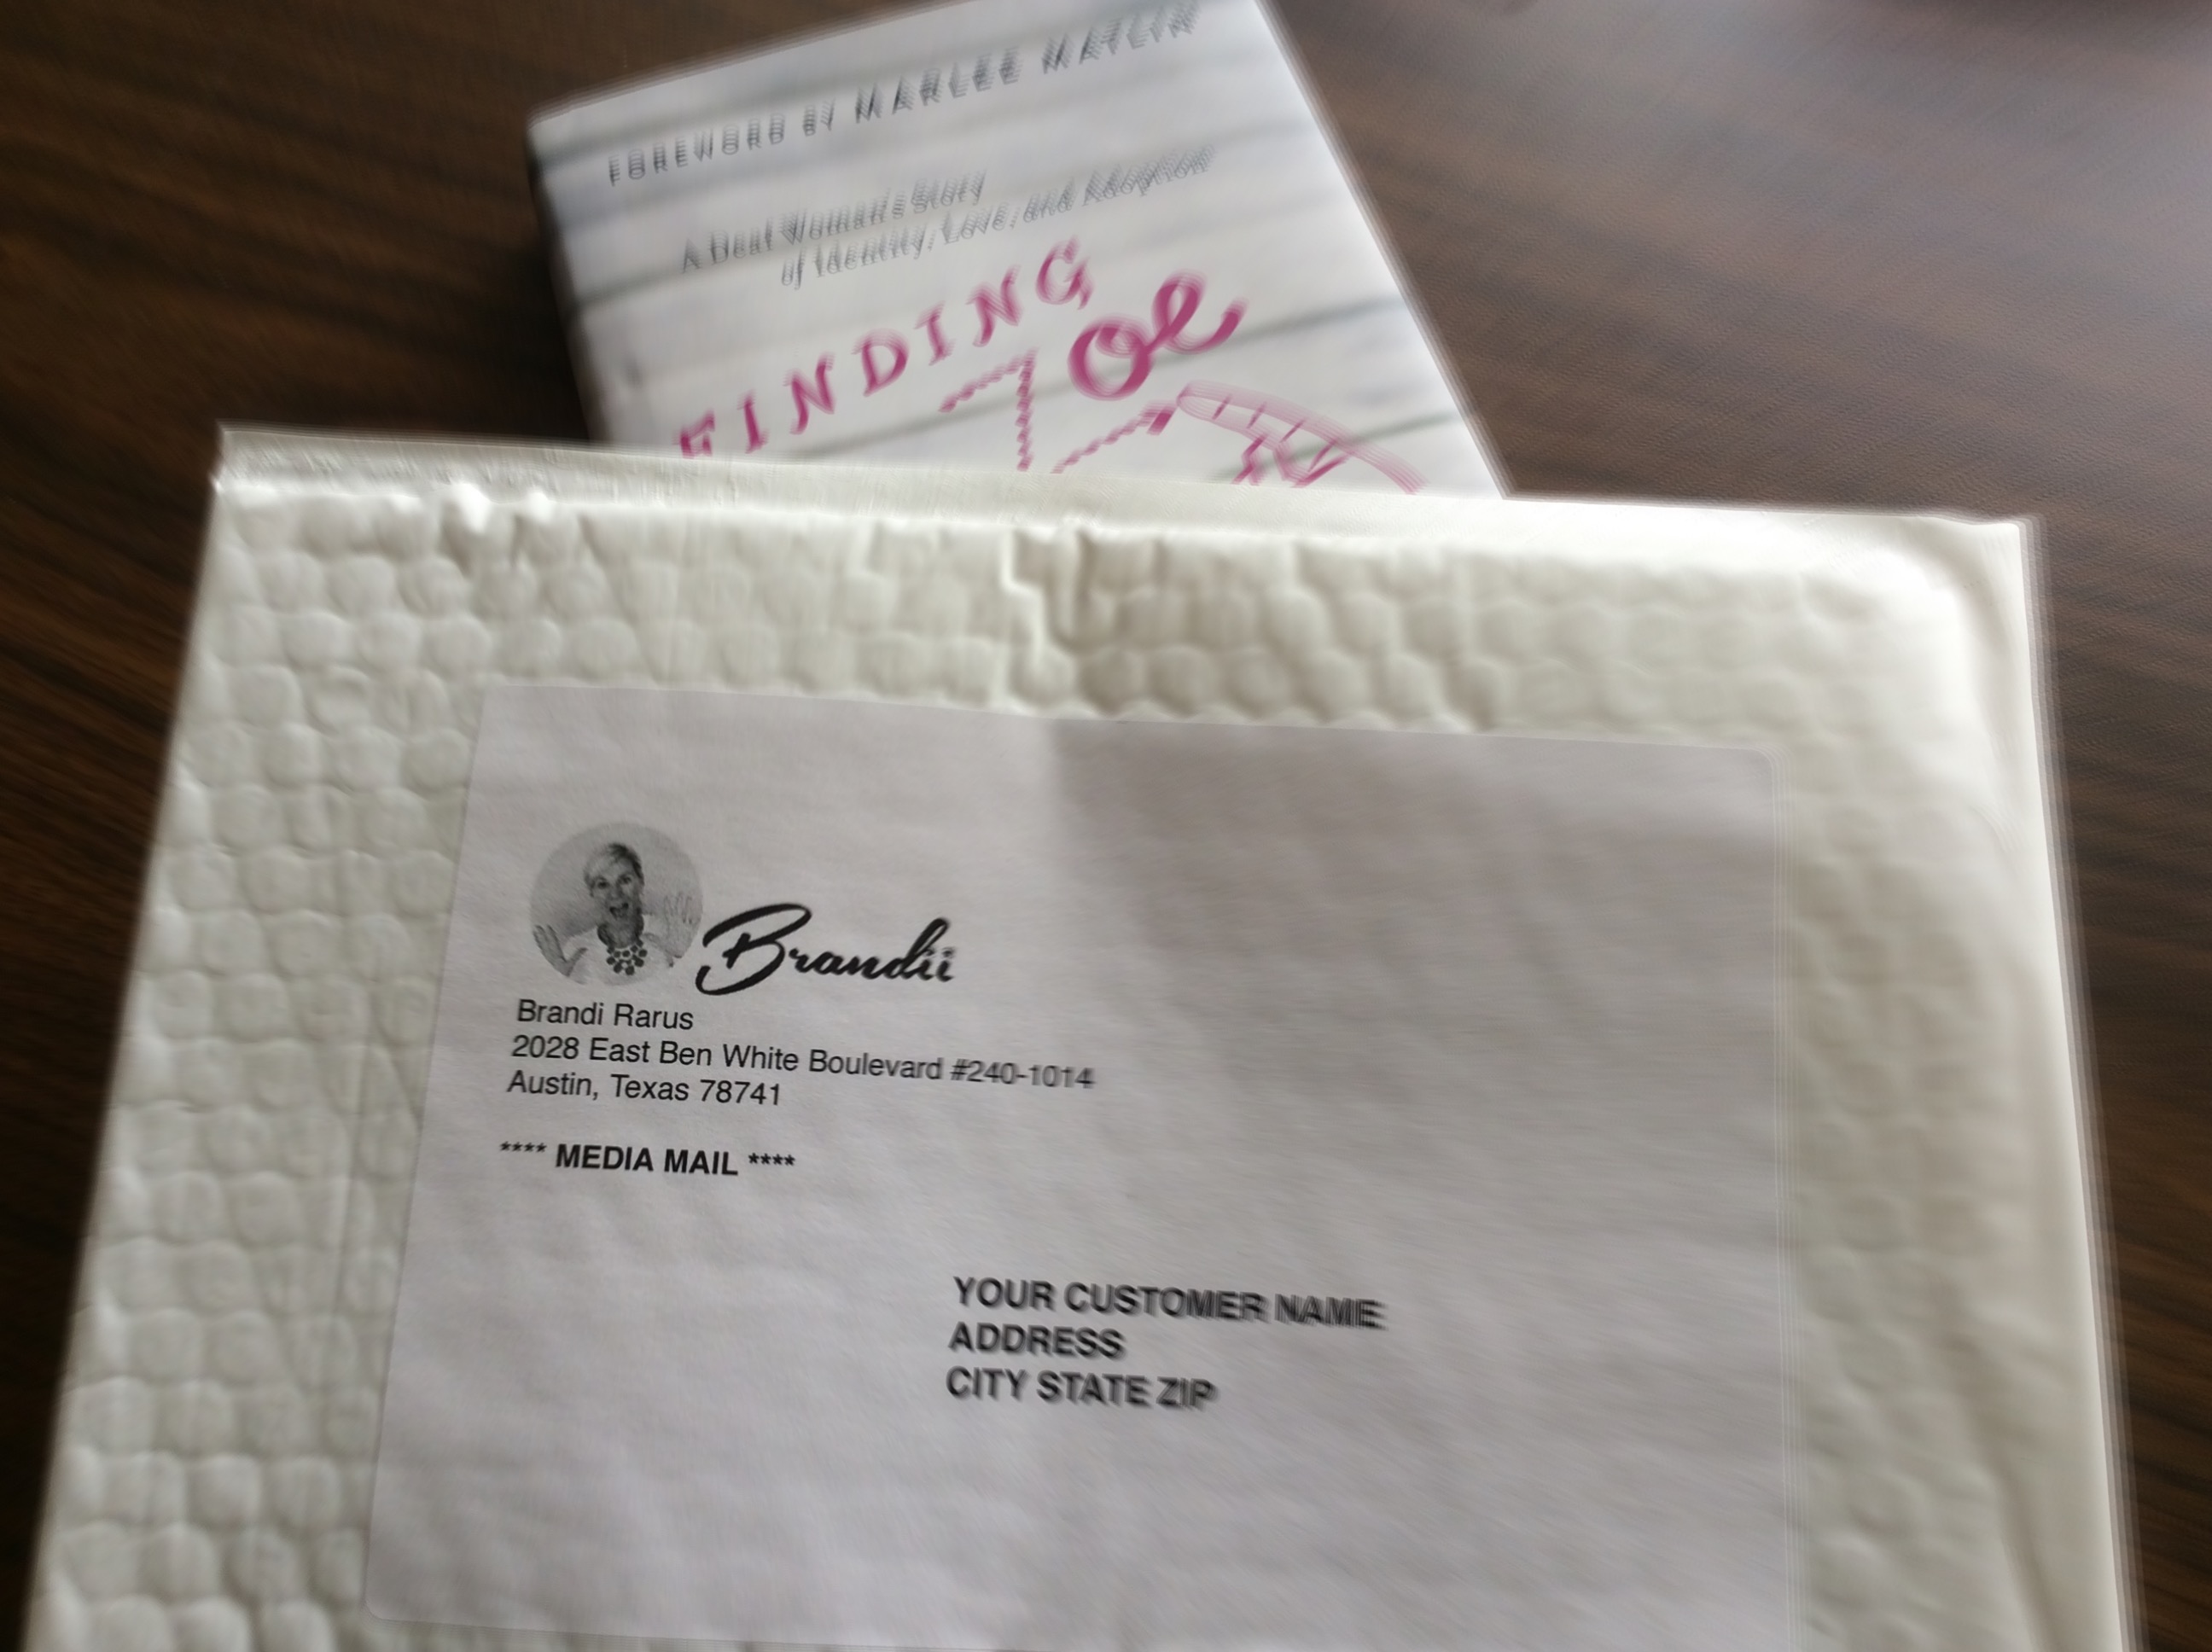 FOREWORD BY MARLEE MATLIN
A Deaf Woman's Story
of Identity, Love, and Adoption
FINDING
Zoe
Brandii
Brandi Rarus
2028 East Ben White Boulevard #240-1014
Austin, Texas 78741
**** MEDIA MAIL ****
YOUR CUSTOMER NAME
ADDRESS
CITY STATE ZIP